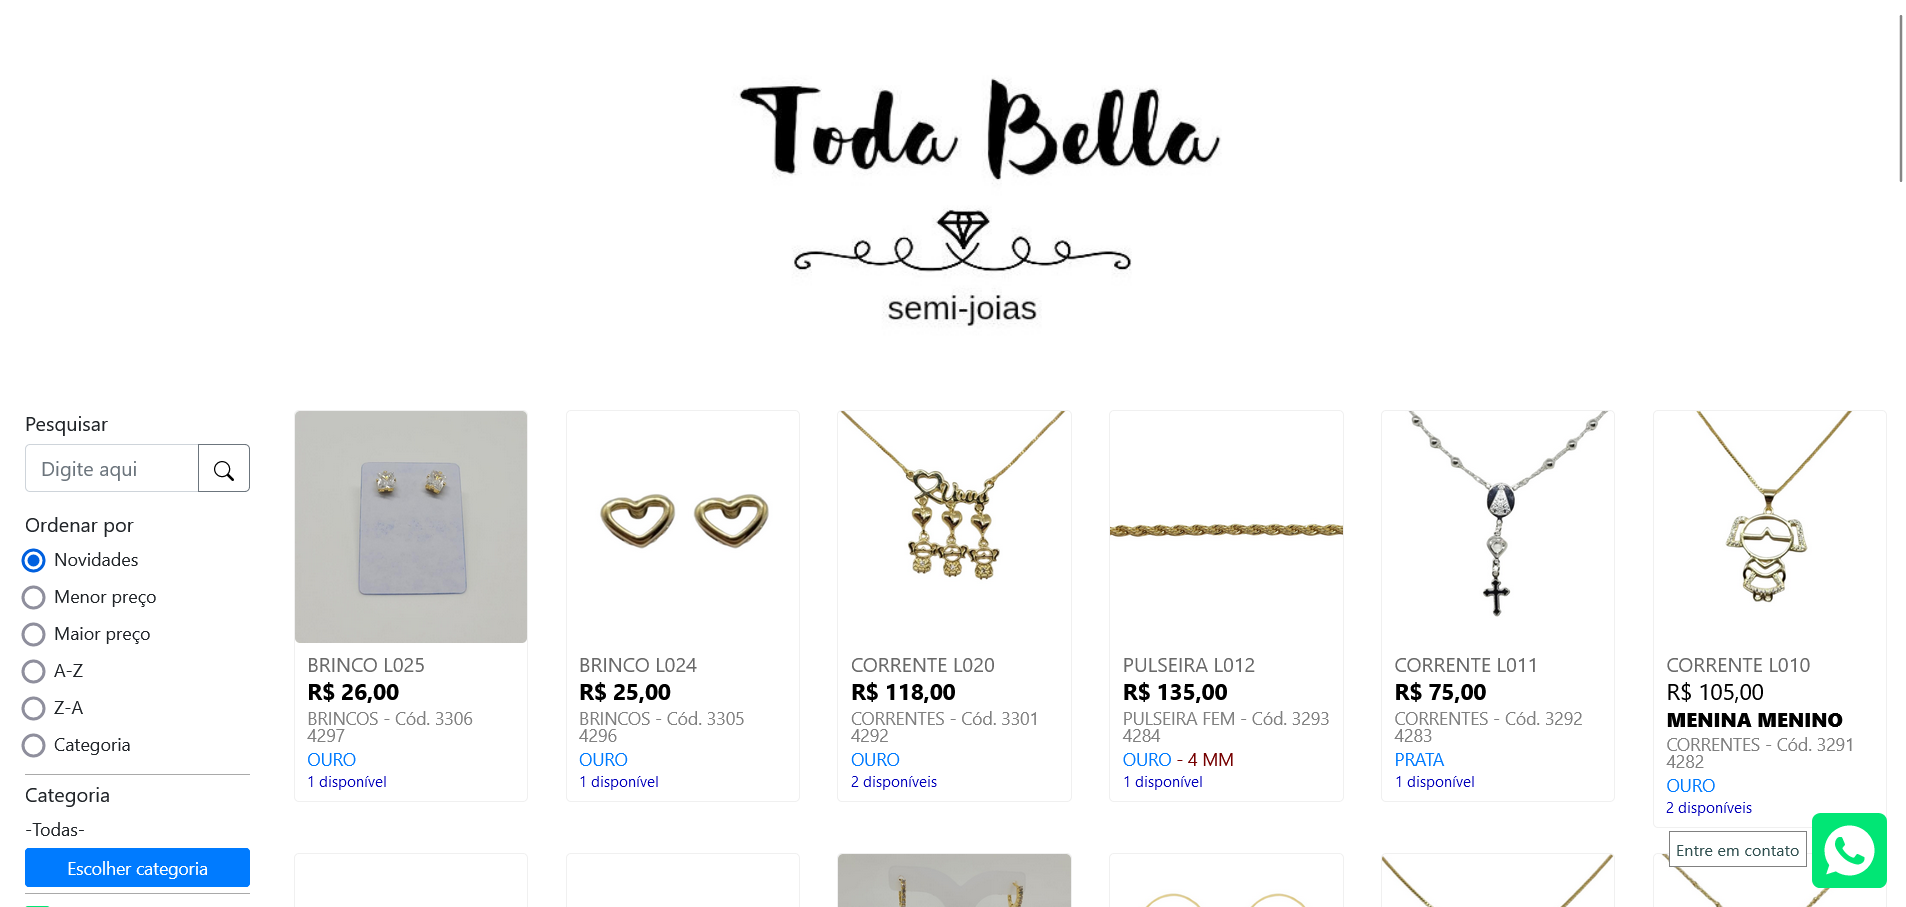 Toda Bella
semi-joias
Pesquisar
Digite aqui
Ordenar por
Novidades
Menor preço
Maior preço
A-Z
Z-A
Categoria
Categoria
-Todas-
Escolher categoria
BRINCO L025
R$ 26,00
BRINCOS - Cód. 3306
4297
OURO
1 disponível
BRINCO L024
R$ 25,00
BRINCOS - Cód. 3305
4296
OURO
1 disponível
CORRENTE L020
R$ 118,00
CORRENTES - Cód. 3301
4292
OURO
2 disponíveis
PULSEIRA L012
R$ 135,00
PULSEIRA FEM - Cód. 3293
4284
OURO - 4 MM
1 disponível
CORRENTE L011
R$ 75,00
CORRENTES - Cód. 3292
4283
PRATA
1 disponível
CORRENTE L010
R$ 105,00
MENINA MENINO
CORRENTES - Cód. 3291
4282
OURO
2 disponíveis
Entre em contato